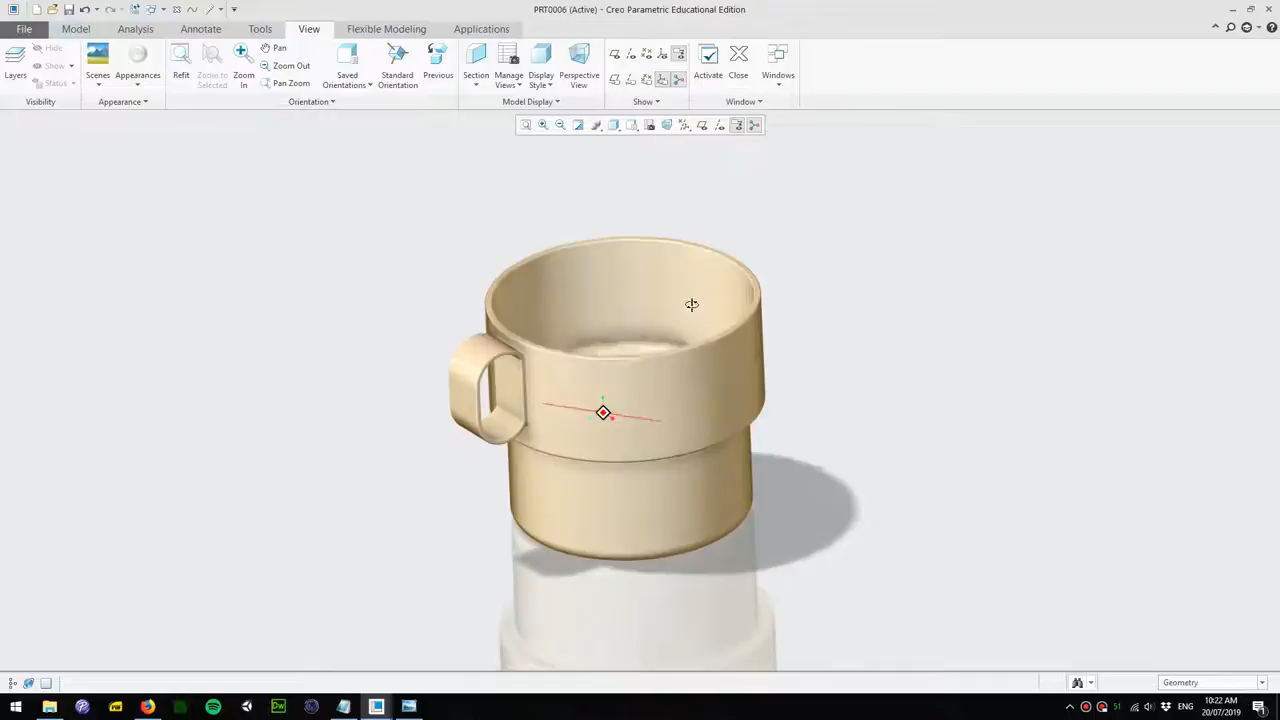 PRT0006 (Active) - Creo Parametric Educational Edition
File Model Analysis Annotate Tools View Flexible Modeling Applications
Layers
Hide
Show
Status
Visibility
Scenes
Appearances
Appearance
Refit
Zoom to Selected
Zoom In
Pan
Zoom Out
Pan Zoom
Saved Orientations
Standard Orientation
Previous
Orientation
Section
Manage Views
Display Style
Perspective View
Model Display
Show
Activate
Close
Windows
Window
Geometry
51
ENG
10:22 AM
20/07/2019